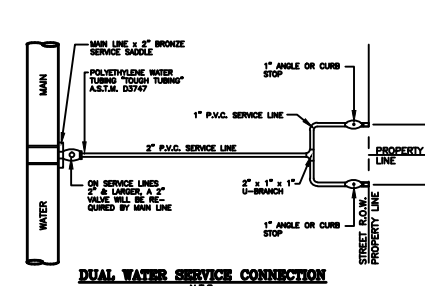 MAIN LINE x 2" BRONZE
SERVICE SADDLE
POLYETHYLENE WATER
TUBING "TOUGH TUBING"
A.S.T.M. D3747
1" ANGLE OR CURB
STOP
MAIN
1" P.V.C. SERVICE LINE
2" P.V.C. SERVICE LINE
PROPERTY
LINE
ON SERVICE LINES
2" & LARGER, A 2"
VALVE WILL BE RE-
QUIRED BY MAIN LINE
2" x 1" x 1"
U-BRANCH
WATER
1" ANGLE OR CURB
STOP
STREET R.O.W.
PROPERTY LINE
DUAL WATER SERVICE CONNECTION